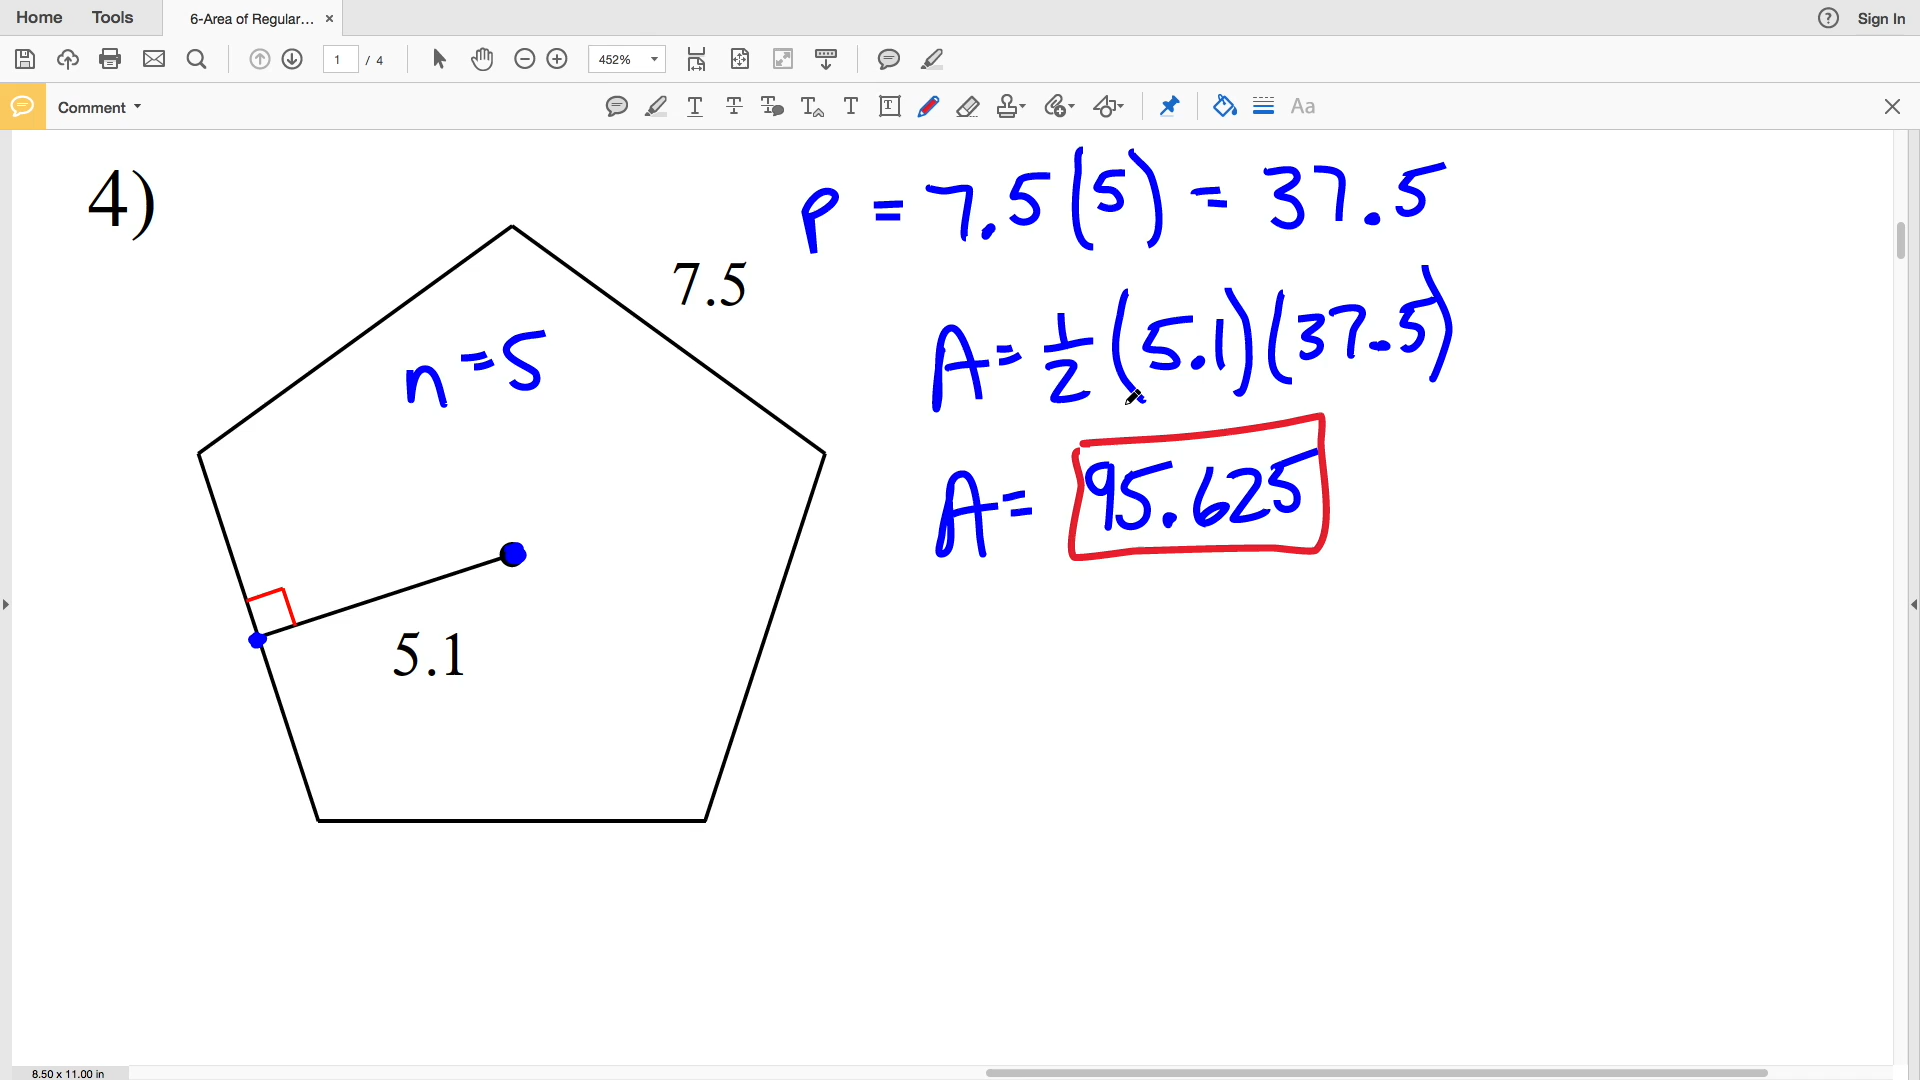 Home Tools 6-Area of Regular... × ? Sign In
1 / 4 452%
Comment Aa
4)
P = 7.5(5) = 37.5
7.5
n=5
A= 1/2 (5.1)(37.5)
A= 95.625
5.1
8.50 x 11.00 in